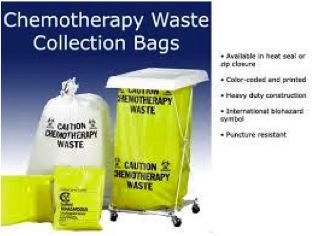 Chemotherapy Waste
Collection Bags
• Available in heat seal or
zip closure
• Color-coded and printed
• Heavy duty construction
• International biohazard
symbol
• Puncture resistant
CAUTION
CHEMOTHERAPY
WASTE
CAUTION
CHEMOTHERAPY
WASTE
CAUTION
CHEMOTHERAPY
WASTE